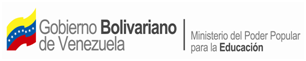 Gobierno Bolivariano
de Venezuela
Ministerio del Poder Popular
para la Educación